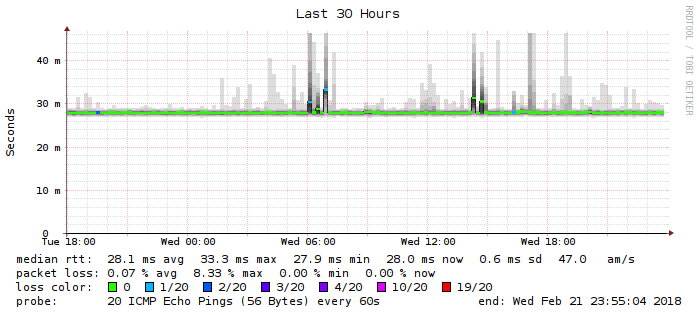 Last 30 Hours
RRDTOOL / TOBI OETIKER
Seconds
40 m
30 m
20 m
10 m
0
Tue 18:00 Wed 00:00 Wed 06:00 Wed 12:00 Wed 18:00
median rtt: 28.1 ms avg 33.3 ms max 27.9 ms min 28.0 ms now 0.6 ms sd 47.0 am/s
packet loss: 0.07 % avg 8.33 % max 0.00 % min 0.00 % now
loss color: 0 1/20 2/20 3/20 4/20 10/20 19/20
probe: 20 ICMP Echo Pings (56 Bytes) every 60s end: Wed Feb 21 23:55:04 2018